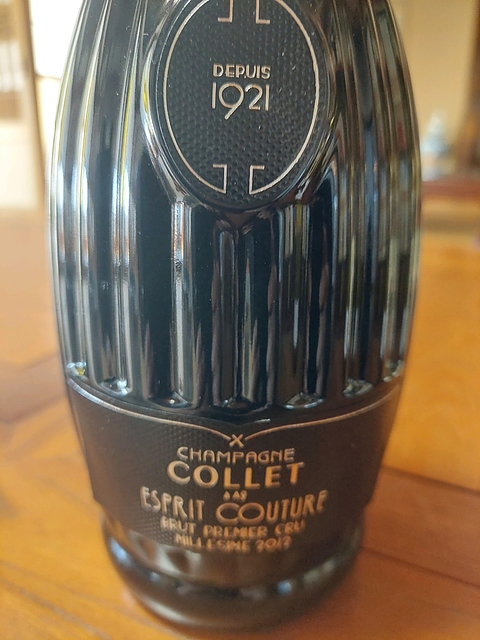 DEPUIS
1921
CHAMPAGNE
COLLET
ESPRIT COUTURE
BRUT PREMIER CRU
MILLESIME 2012